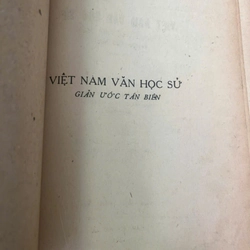 VIỆT NAM VĂN HỌC SỬ
GIẢN ƯỚC TÂN BIÊN